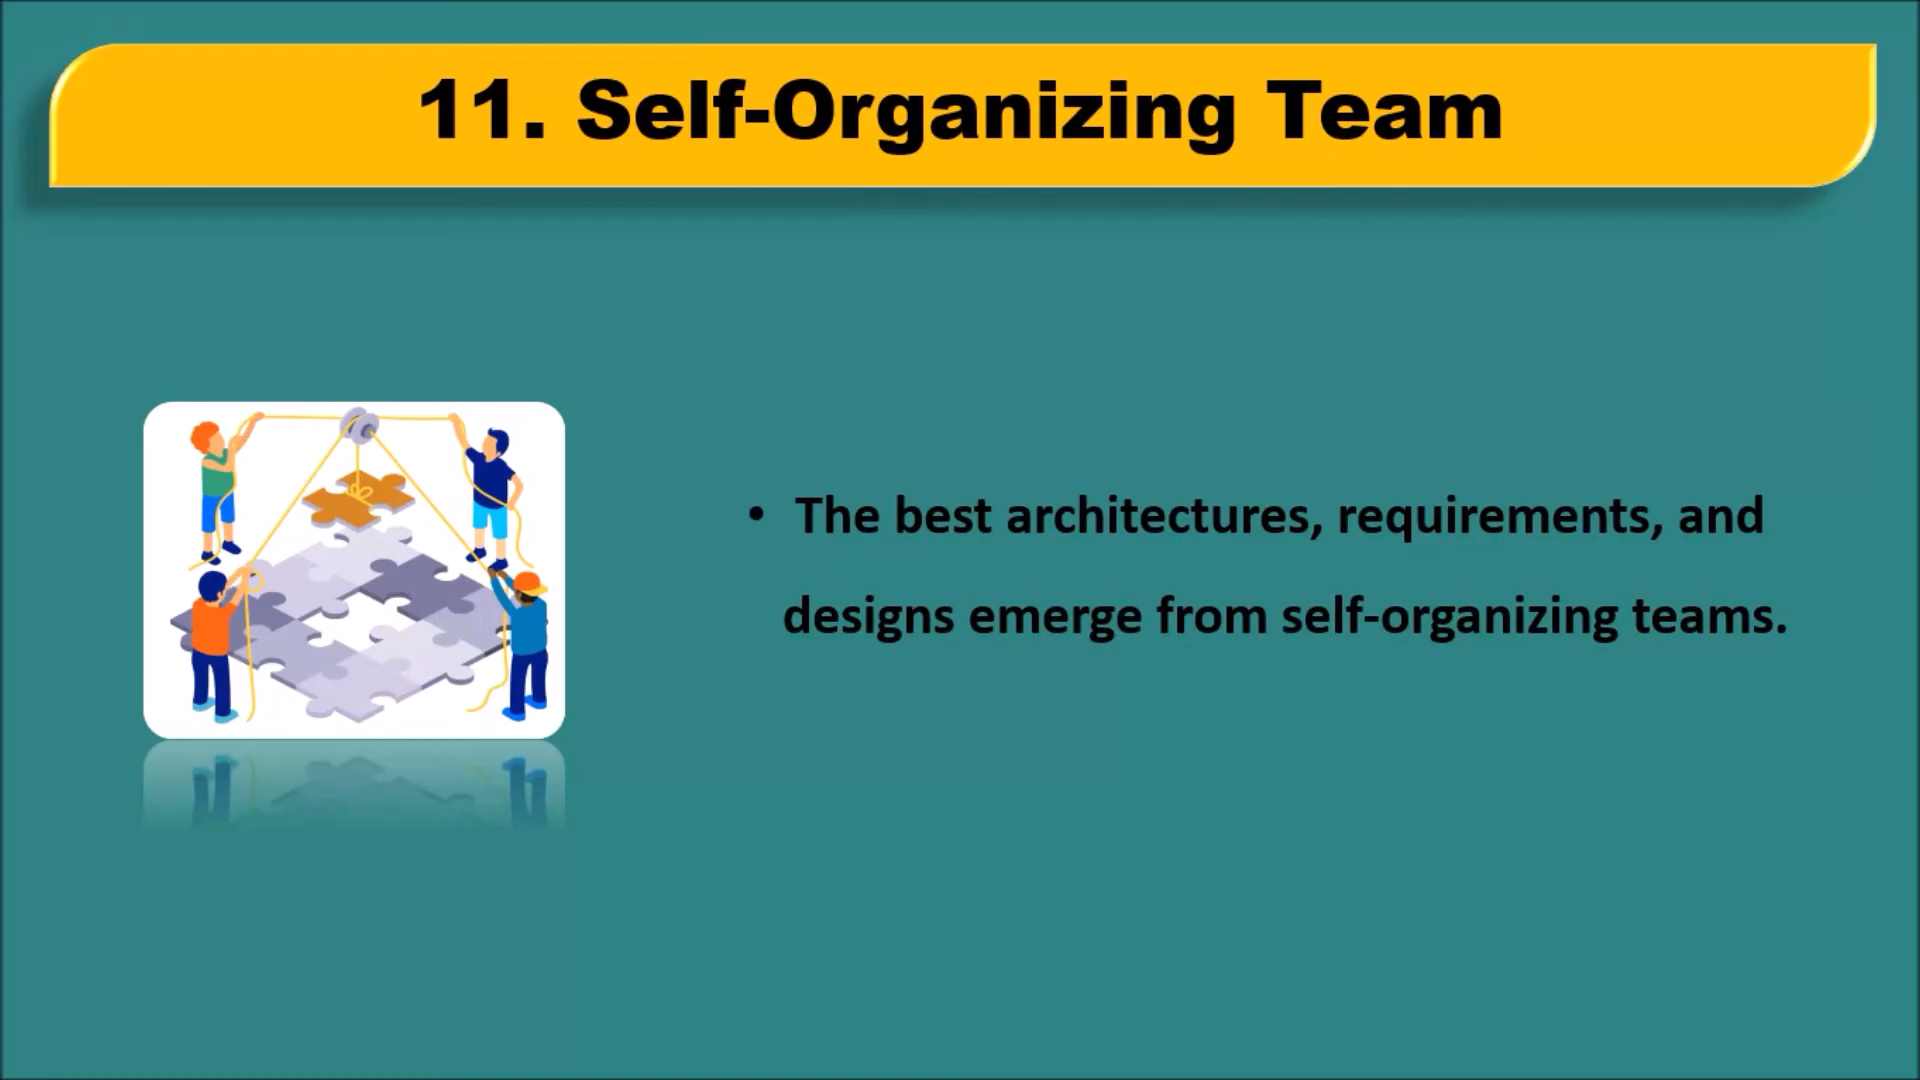 11. Self-Organizing Team
• The best architectures, requirements, and
designs emerge from self-organizing teams.